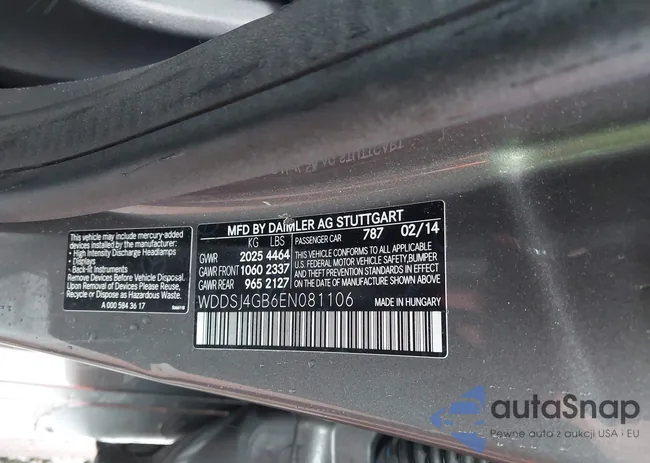 This vehicle may include mercury-added
devices installed by the manufacturer:
- High Intensity Discharge Headlamps
- Displays
- Back-lit Instruments
Remove Devices Before Vehicle Disposal.
Upon Removal of Devices Please Reuse,
Recycle or Dispose as Hazardous Waste.
A 000 584 36 17
MFD BY DAIMLER AG STUTTGART
KG LBS PASSENGER CAR 787 02/14
GVWR 2025 4464
GAWR FRONT 1060 2337
GAWR REAR 965 2127
THIS VEHICLE CONFORMS TO ALL APPLICABLE
U.S. FEDERAL MOTOR VEHICLE SAFETY, BUMPER
AND THEFT PREVENTION STANDARDS IN EFFECT
ON THE DATE OF MANUFACTURE SHOWN ABOVE.
WDDSJ4GB6EN081106 MADE IN HUNGARY
autaSnap
Pewne auta z aukcji USA i EU